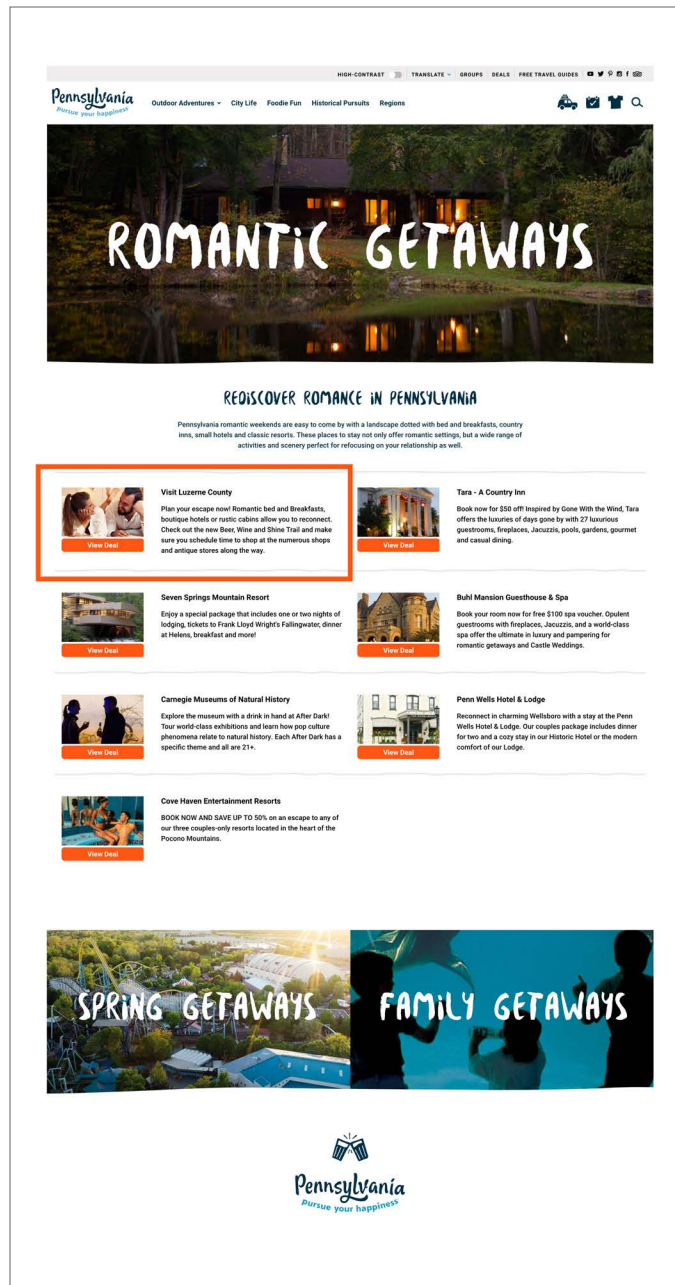 HIGH-CONTRAST TRANSLATE GROUPS DEALS FREE TRAVEL GUIDES
Pennsylvania
pursue your happiness
Outdoor Adventures City Life Foodie Fun Historical Pursuits Regions
ROMANTIC GETAWAYS
REDISCOVER ROMANCE IN PENNSYLVANIA
Pennsylvania romantic weekends are easy to come by with a landscape dotted with bed and breakfasts, country
inns, small hotels and classic resorts. These places to stay not only offer romantic settings, but a wide range of
activities and scenery perfect for refocusing on your relationship as well.
Visit Luzerne County
Plan your escape now! Romantic bed and Breakfasts,
boutique hotels or rustic cabins allow you to reconnect.
Check out the new Beer, Wine and Shine Trail and make
sure you schedule time to shop at the numerous shops
and antique stores along the way.
View Deal
Tara - A Country Inn
Book now for $50 off! Inspired by Gone With the Wind, Tara
offers the luxuries of days gone by with 27 luxurious
guestrooms, fireplaces, Jacuzzis, pools, gardens, gourmet
and casual dining.
View Deal
Seven Springs Mountain Resort
Enjoy a special package that includes one or two nights of
lodging, tickets to Frank Lloyd Wright's Fallingwater, dinner
at Helens, breakfast and more!
View Deal
Buhl Mansion Guesthouse & Spa
Book your room now for free $100 spa voucher. Opulent
guestrooms with fireplaces, Jacuzzis, and a world-class
spa offer the ultimate in luxury and pampering for
romantic getaways and Castle Weddings.
View Deal
Carnegie Museums of Natural History
Explore the museum with a drink in hand at After Dark!
Tour world-class exhibitions and learn how pop culture
phenomena relate to natural history. Each After Dark has a
specific theme and all are 21+.
View Deal
Penn Wells Hotel & Lodge
Reconnect in charming Wellsboro with a stay at the Penn
Wells Hotel & Lodge. Our couples package includes dinner
for two and a cozy stay in our Historic Hotel or the modern
comfort of our Lodge.
View Deal
Cove Haven Entertainment Resorts
BOOK NOW AND SAVE UP TO 50% on an escape to any of
our three couples-only resorts located in the heart of the
Pocono Mountains.
View Deal
SPRING GETAWAYS
FAMILY GETAWAYS
Pennsylvania
pursue your happiness